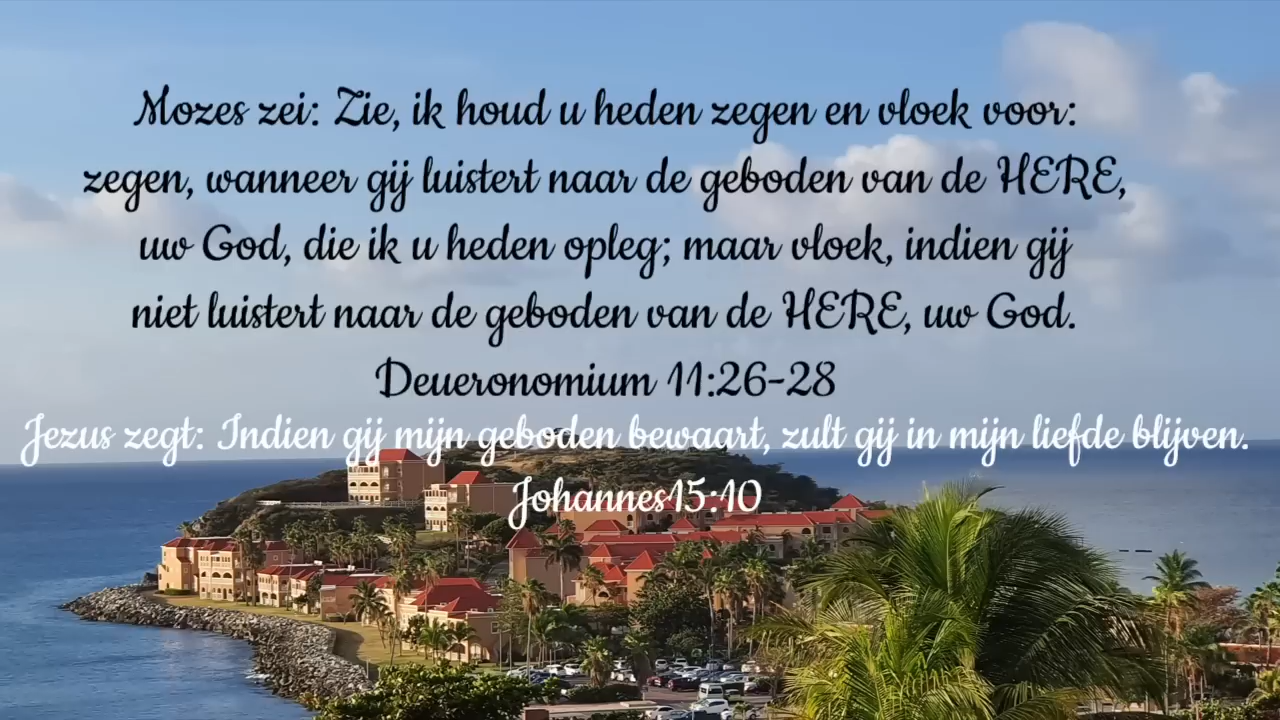 Mozes zei: Zie, ik houd u heden zegen en vloek voor:
zegen, wanneer gij luistert naar de geboden van de HERE,
uw God, die ik u heden opleg; maar vloek, indien gij
niet luistert naar de geboden van de HERE, uw God.
Deueronomium 11:26-28
Jezus zegt: Indien gij mijn geboden bewaart, zult gij in mijn liefde blijven.
Johannes15:10